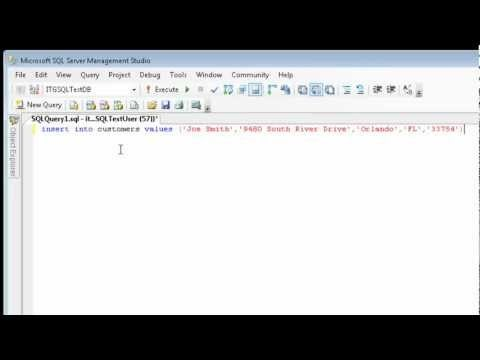 Microsoft SQL Server Management Studio
File Edit View Query Project Debug Tools Window Community Help
ITGSQLTestDB Execute
New Query
SQLQuery1.sql - it...SQLTestUser (57))*
insert into customers values ('Joe Smith','9480 South River Drive','Orlando','FL','33794')
Object Explorer